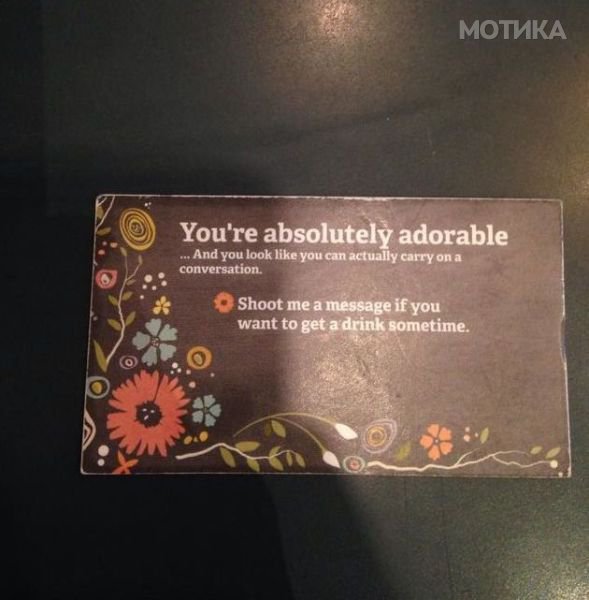 МОТИКА
You're absolutely adorable
... And you look like you can actually carry on a
conversation.
Shoot me a message if you
want to get a drink sometime.